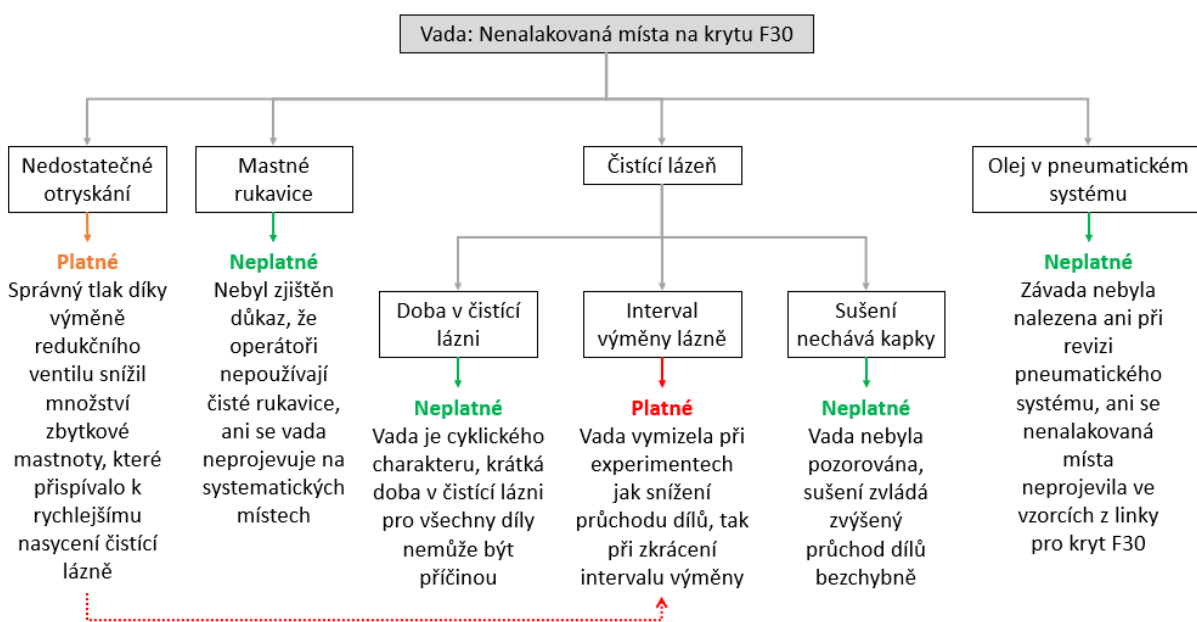 Vada: Nenalakovaná místa na krytu F30
Nedostatečné
otryskání
Platné
Správný tlak díky
výměně
redukčního
ventilu snížil
množství
zbytkové
mastnoty, které
přispívalo k
rychlejšímu
nasycení čistící
lázně
Mastné
rukavice
Neplatné
Nebyl zjištěn
důkaz, že
operátoři
nepoužívají
čisté rukavice,
ani se vada
neprojevuje na
systematických
místech
Čistící lázeň
Doba v čistící
lázni
Neplatné
Vada je cyklického
charakteru, krátká
doba v čistící lázni
pro všechny díly
nemůže být
příčinou
Interval
výměny lázně
Platné
Vada vymizela při
experimentech
jak snížení
průchodu dílů, tak
při zkrácení
intervalu výměny
Sušení
nechává kapky
Neplatné
Vada nebyla
pozorována,
sušení zvládá
zvýšený
průchod dílů
bezchybně
Olej v pneumatickém
systému
Neplatné
Závada nebyla
nalezena ani při
revizi
pneumatického
systému, ani se
nenalakovaná
místa
neprojevila ve
vzorcích z linky
pro kryt F30